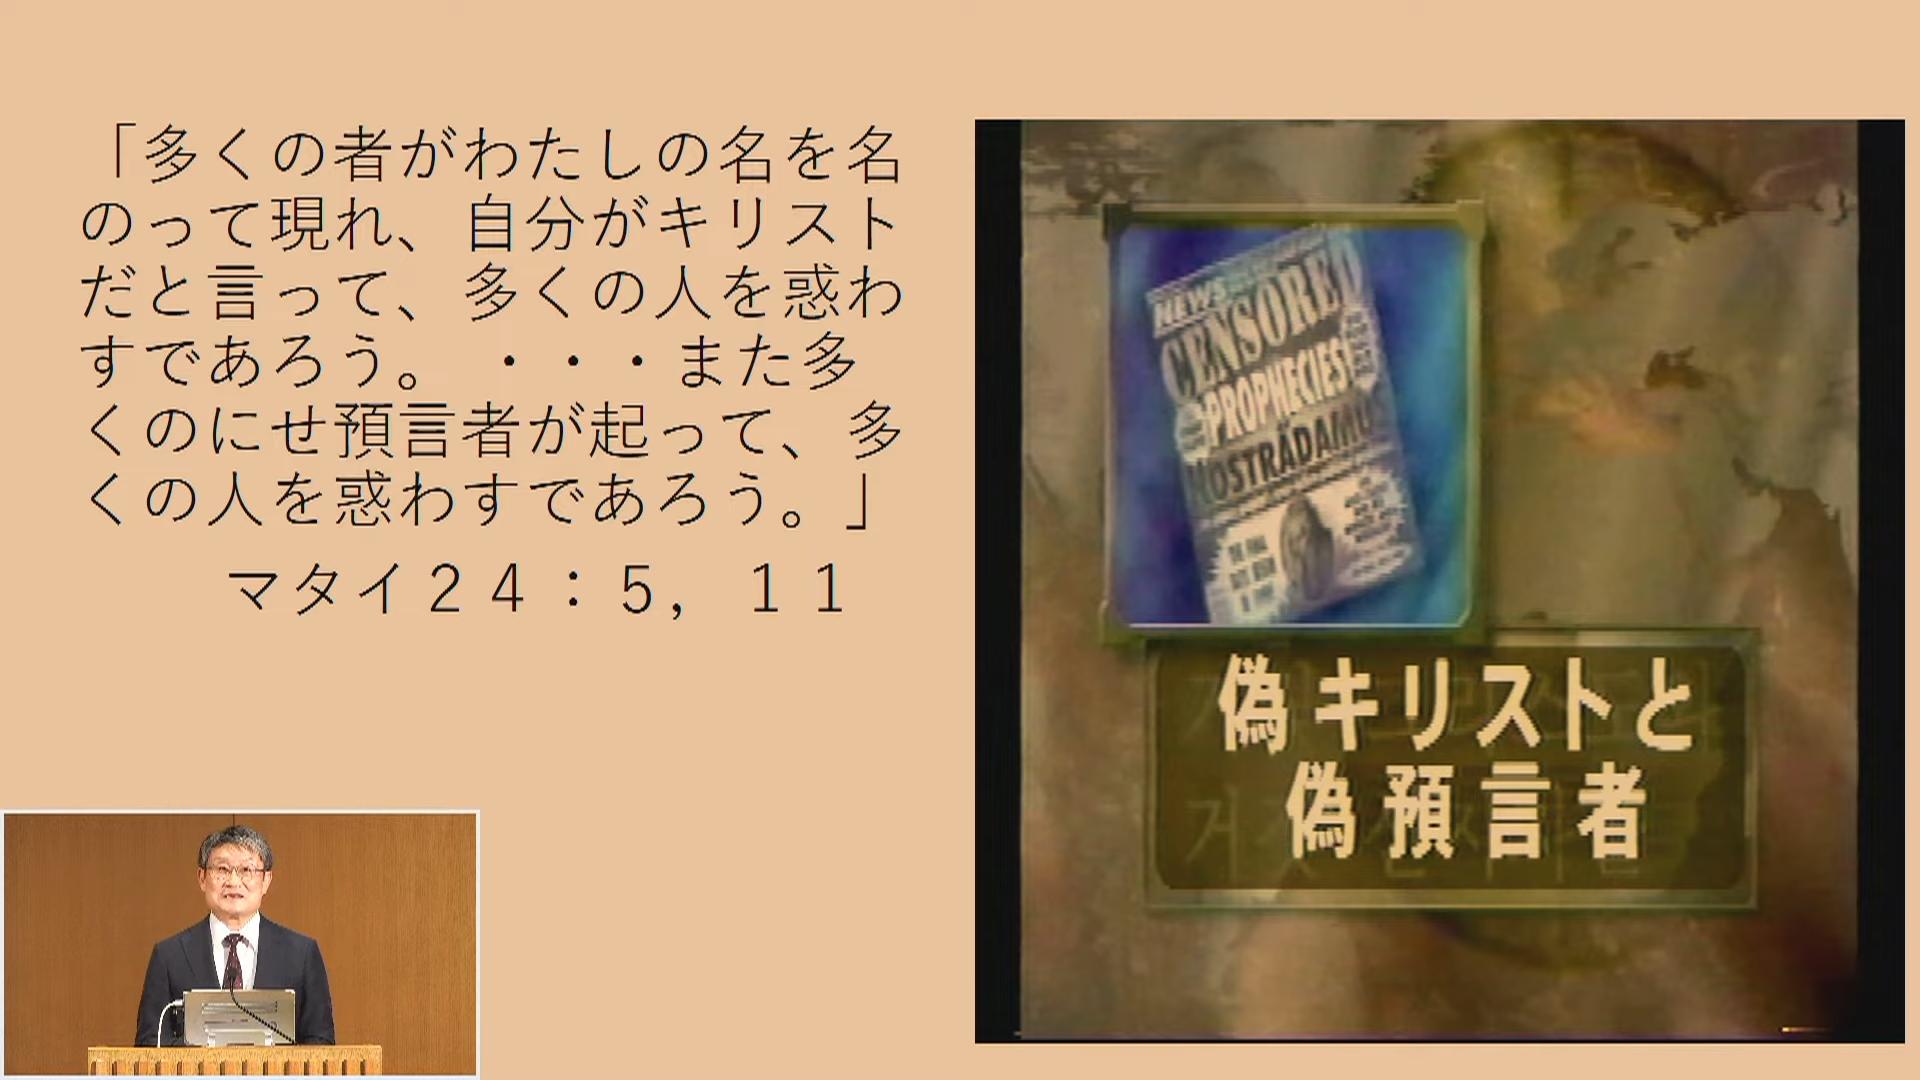 「多くの者がわたしの名を名
のって現れ、自分がキリスト
だと言って、多くの人を惑わ
すであろう。・・・また多
くのにせ預言者が起って、多
くの人を惑わすであろう。」
マタイ２４：５，１１
NEWS
CENSORED
PROPHECIES
偽キリストと
偽預言者